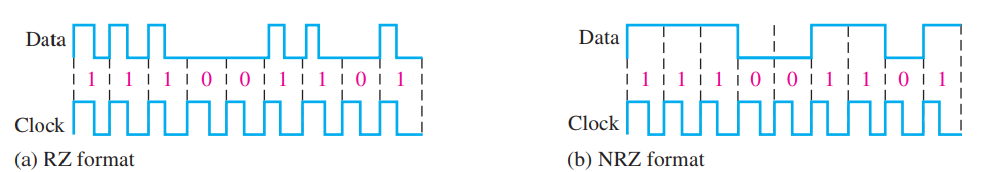 Data
1 1 1 0 0 1 1 0 1
Clock
(a) RZ format
Data
1 1 1 0 0 1 1 0 1
Clock
(b) NRZ format